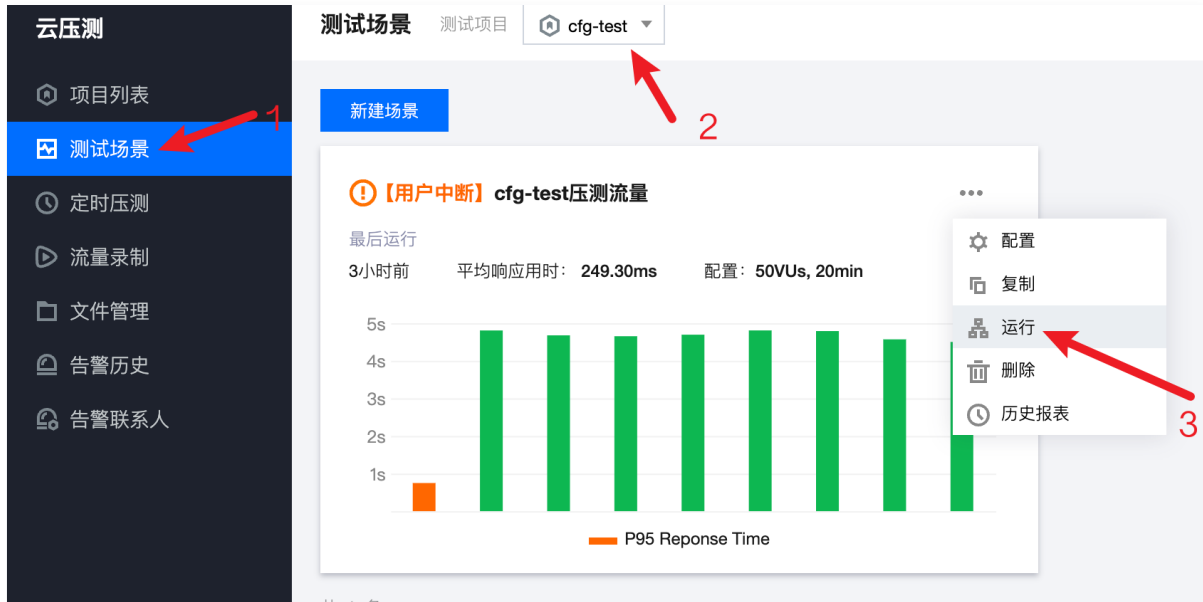 云压测
项目列表
测试场景
定时压测
流量录制
文件管理
告警历史
告警联系人
1
测试场景 测试项目 cfg-test
2
新建场景
【用户中断】cfg-test压测流量
最后运行
3小时前 平均响应用时： 249.30ms 配置：50VUs, 20min
5s
4s
3s
2s
1s
P95 Reponse Time
配置
复制
运行
删除
历史报表
3